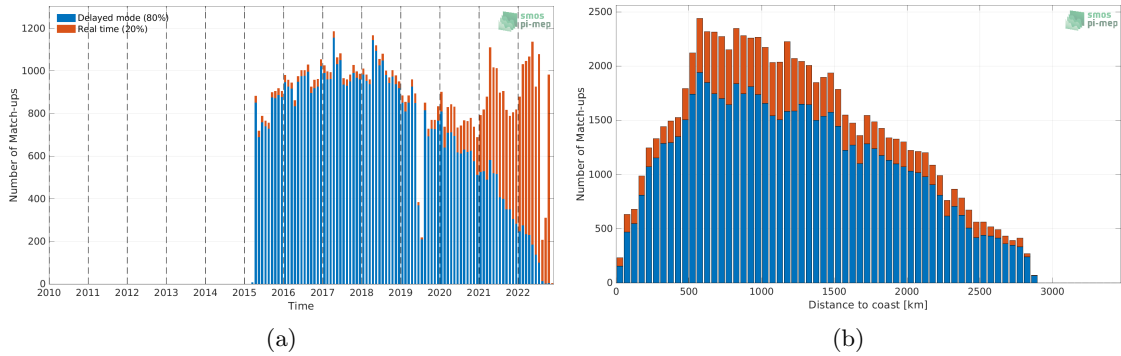 Delayed mode (80%)
Real time (20%)
smos
pi-mep
Number of Match-ups
1200
1000
800
600
400
200
0
2010 2011 2012 2013 2014 2015 2016 2017 2018 2019 2020 2021 2022
Time
(a)
smos
pi-mep
Number of Match-ups
2500
2000
1500
1000
500
0
0 500 1000 1500 2000 2500 3000
Distance to coast [km]
(b)